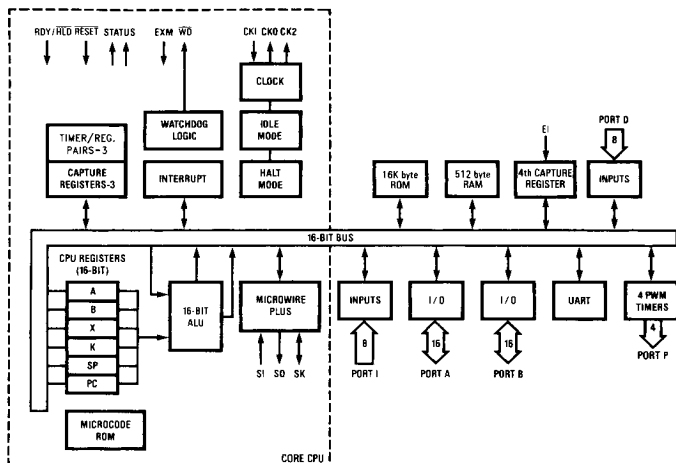 RDY/HLD RESET STATUS EXM WO CK1 CK0 CK2
CLOCK
TIMER/REG. PAIRS-3
CAPTURE REGISTERS-3
WATCHDOG LOGIC
INTERRUPT
IDLE MODE
HALT MODE
16K byte ROM
512 byte RAM
EI
4th CAPTURE REGISTER
PORT D
8
INPUTS
16-BIT BUS
CPU REGISTERS (16-BIT)
A
B
X
K
SP
PC
16-BIT ALU
MICROWIRE PLUS
SI SO SK
INPUTS
8
PORT I
I/O
16
PORT A
I/O
16
PORT B
UART
4 PWM TIMERS
4
PORT P
MICROCODE ROM
CORE CPU